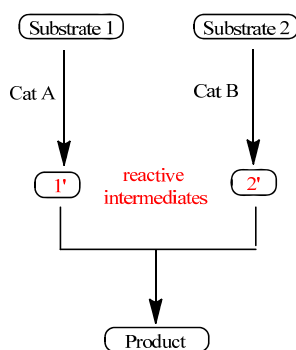 Substrate 1
Substrate 2
Cat A
Cat B
1'
reactive
intermediates
2'
Product